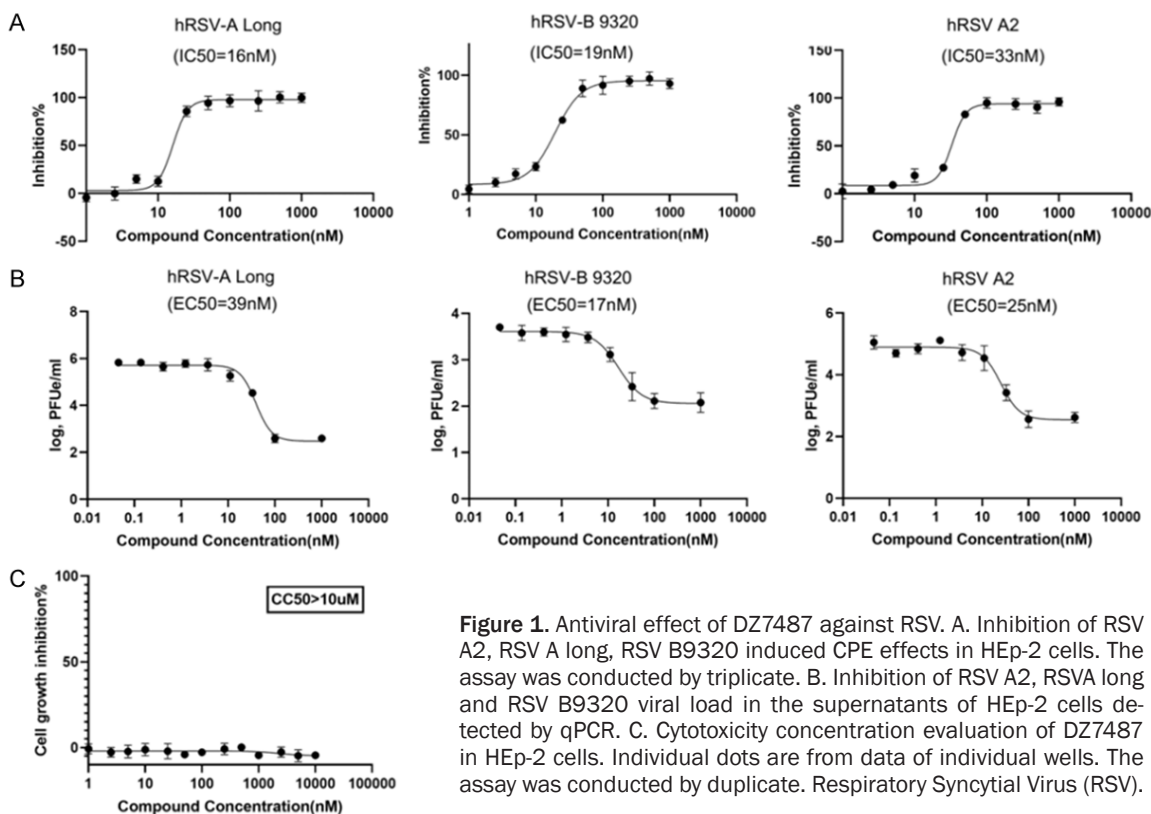 A
hRSV-A Long
(IC50=16nM)
Inhibition%
150
100
50
0
-50
10 100 1000 10000
Compound Concentration(nM)
hRSV-B 9320
(IC50=19nM)
Inhibition%
100
50
0
1 10 100 1000 10000
Compound Concentration(nM)
hRSV A2
(IC50=33nM)
Inhibition%
150
100
50
0
-50
10 100 1000 10000
Compound Concentration(nM)
B
hRSV-A Long
(EC50=39nM)
log, PFUe/ml
8
6
4
2
0
0.01 0.1 1 10 100 1000 10000
Compound Concentration(nM)
hRSV-B 9320
(EC50=17nM)
log, PFUe/ml
4
3
2
1
0
0.01 0.1 1 10 100 1000 10000
Compound Concentration(nM)
hRSV A2
(EC50=25nM)
log, PFUe/ml
6
4
2
0
0.01 0.1 1 10 100 1000 10000
Compound Concentration(nM)
C
CC50>10uM
Cell growth inhibition%
100
50
0
1 10 100 1000 10000
Compound Concentration(nM)
Figure 1. Antiviral effect of DZ7487 against RSV. A. Inhibition of RSV
A2, RSV A long, RSV B9320 induced CPE effects in HEp-2 cells. The
assay was conducted by triplicate. B. Inhibition of RSV A2, RSVA long
and RSV B9320 viral load in the supernatants of HEp-2 cells de-
tected by qPCR. C. Cytotoxicity concentration evaluation of DZ7487
in HEp-2 cells. Individual dots are from data of individual wells. The
assay was conducted by duplicate. Respiratory Syncytial Virus (RSV).